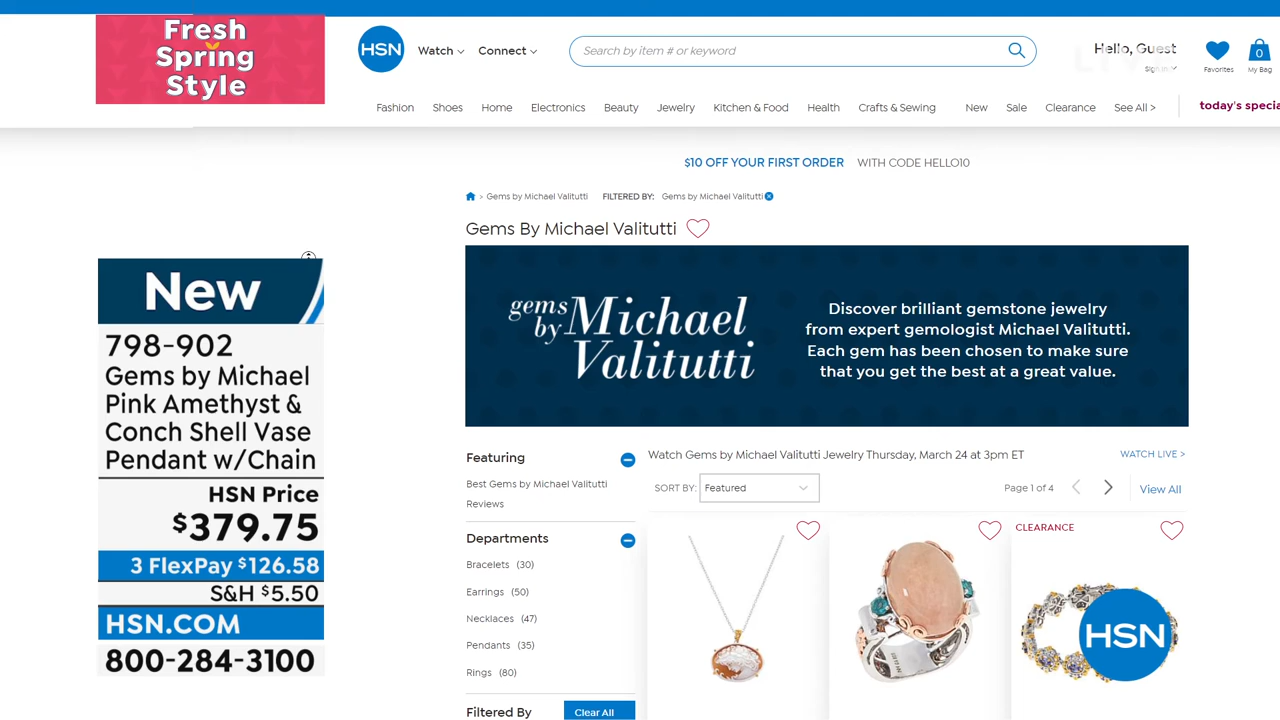 Fresh
Spring
Style
HSN
Watch
Connect
Search by item # or keyword
Hello, Guest
Sign In
Favorites
0
My Bag
Fashion
Shoes
Home
Electronics
Beauty
Jewelry
Kitchen & Food
Health
Crafts & Sewing
New
Sale
Clearance
See All >
today's specia
$10 OFF YOUR FIRST ORDER WITH CODE HELLO10
> Gems by Michael Valitutti FILTERED BY: Gems by Michael Valitutti
Gems By Michael Valitutti
gems
by Michael
Valitutti
Discover brilliant gemstone jewelry
from expert gemologist Michael Valitutti.
Each gem has been chosen to make sure
that you get the best at a great value.
New
798-902
Gems by Michael
Pink Amethyst &
Conch Shell Vase
Pendant w/Chain
HSN Price
$379.75
3 FlexPay $126.58
S&H $5.50
HSN.COM
800-284-3100
Featuring
Best Gems by Michael Valitutti
Reviews
Departments
Bracelets (30)
Earrings (50)
Necklaces (47)
Pendants (35)
Rings (80)
Filtered By
Clear All
Watch Gems by Michael Valitutti Jewelry Thursday, March 24 at 3pm ET
WATCH LIVE >
SORT BY: Featured
Page 1 of 4
View All
CLEARANCE
HSN